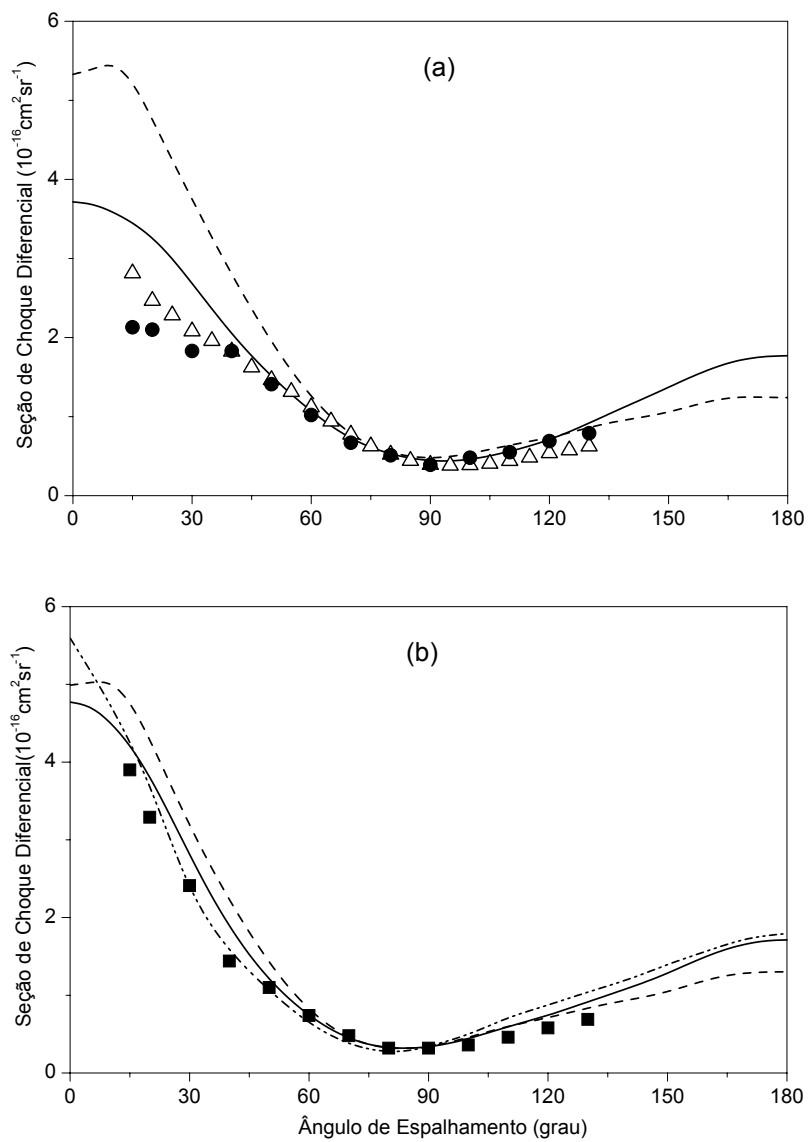 6
4
2
0
0 30 60 90 120 150 180
Seção de Choque Diferencial (10⁻¹⁶cm²sr⁻¹)
(a)
6
4
2
0
0 30 60 90 120 150 180
Seção de Choque Diferencial(10⁻¹⁶cm²sr⁻¹)
(b)
Ângulo de Espalhamento (grau)